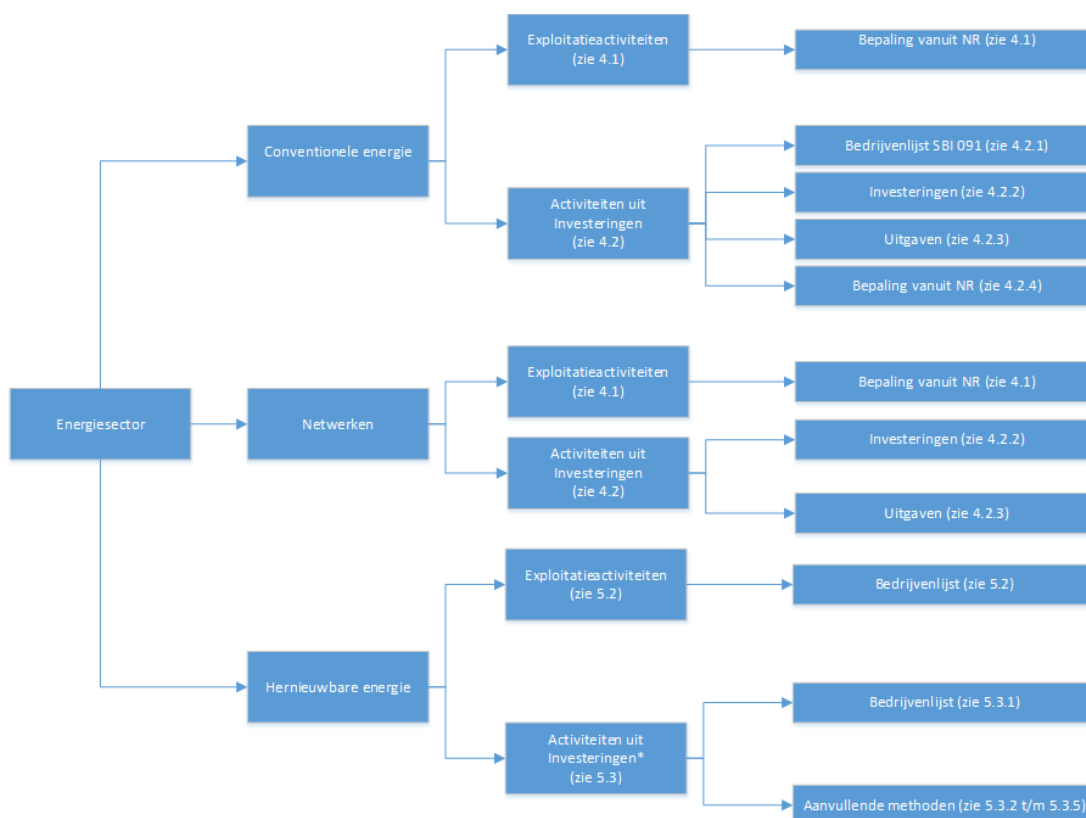 Energiesector
Conventionele energie
Exploitatieactiviteiten
(zie 4.1)
Bepaling vanuit NR (zie 4.1)
Activiteiten uit
Investeringen
(zie 4.2)
Bedrijvenlijst SBI 091 (zie 4.2.1)
Investeringen (zie 4.2.2)
Uitgaven (zie 4.2.3)
Bepaling vanuit NR (zie 4.2.4)
Netwerken
Exploitatieactiviteiten
(zie 4.1)
Bepaling vanuit NR (zie 4.1)
Activiteiten uit
Investeringen
(zie 4.2)
Investeringen (zie 4.2.2)
Uitgaven (zie 4.2.3)
Hernieuwbare energie
Exploitatieactiviteiten
(zie 5.2)
Bedrijvenlijst (zie 5.2)
Activiteiten uit
Investeringen*
(zie 5.3)
Bedrijvenlijst (zie 5.3.1)
Aanvullende methoden (zie 5.3.2 t/m 5.3.5)